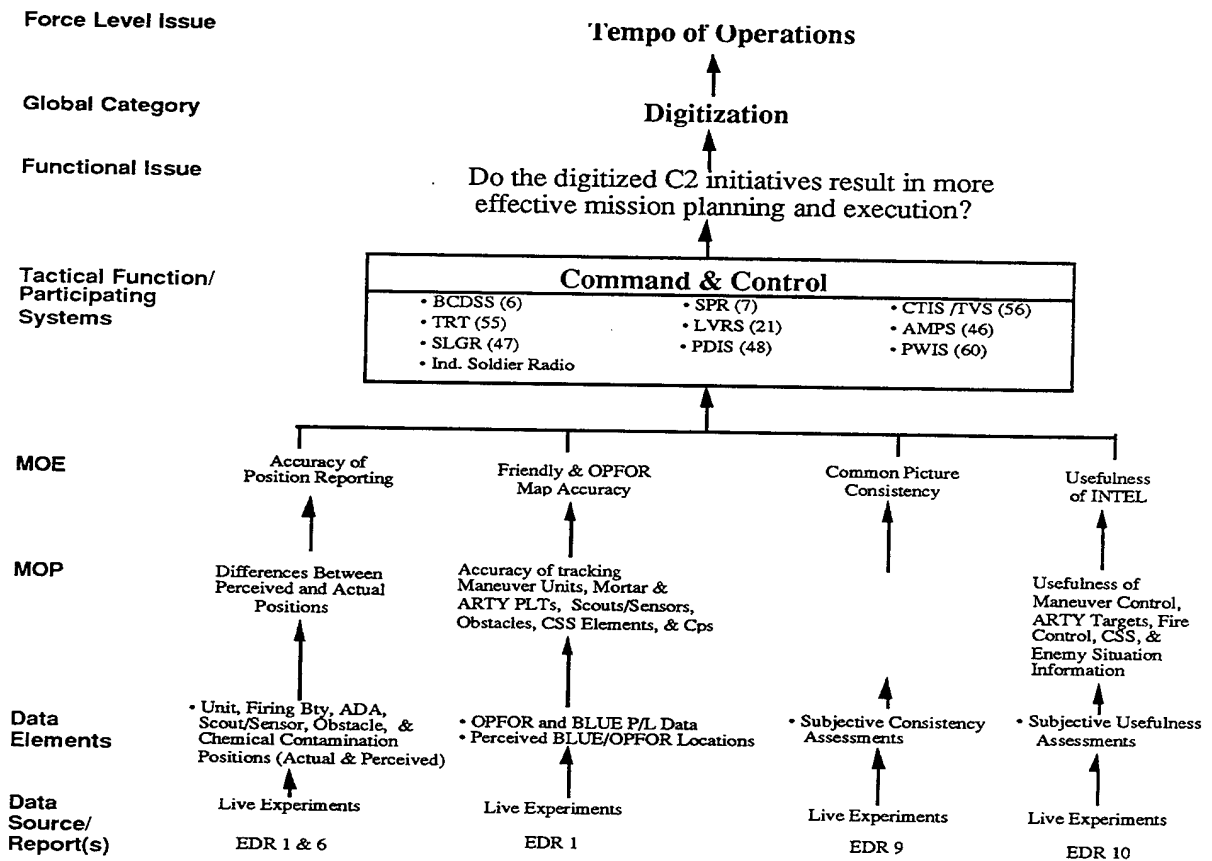 Force Level Issue
Tempo of Operations
Global Category
Digitization
Functional Issue
Do the digitized C2 initiatives result in more
effective mission planning and execution?
Tactical Function/
Participating
Systems
Command & Control
• BCDSS (6)
• TRT (55)
• SLGR (47)
• Ind. Soldier Radio
• SPR (7)
• LVRS (21)
• PDIS (48)
• CTIS /TVS (56)
• AMPS (46)
• PWIS (60)
MOE
Accuracy of
Position Reporting
Friendly & OPFOR
Map Accuracy
Common Picture
Consistency
Usefulness
of INTEL
MOP
Differences Between
Perceived and Actual
Positions
Accuracy of tracking
Maneuver Units, Mortar &
ARTY PLTs, Scouts/Sensors,
Obstacles, CSS Elements, & Cps
Usefulness of
Maneuver Control,
ARTY Targets, Fire
Control, CSS, &
Enemy Situation
Information
Data
Elements
• Unit, Firing Bty, ADA,
Scout/Sensor, Obstacle, &
Chemical Contamination
Positions (Actual & Perceived)
• OPFOR and BLUE P/L Data
• Perceived BLUE/OPFOR Locations
• Subjective Consistency
Assessments
• Subjective Usefulness
Assessments
Data
Source/
Report(s)
Live Experiments
EDR 1 & 6
Live Experiments
EDR 1
Live Experiments
EDR 9
Live Experiments
EDR 10